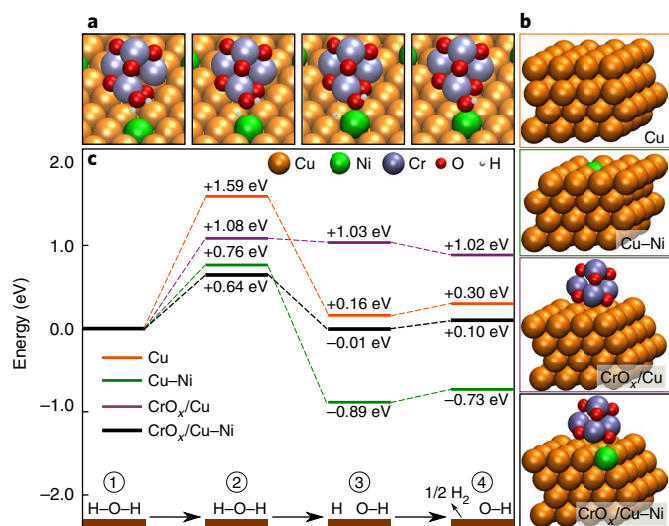 a
b
Cu
Cu–Ni
CrOₓ/Cu
CrOₓ/Cu–Ni
c
Cu Ni Cr O H
Energy (eV)
2.0
1.0
0.0
−1.0
−2.0
+1.59 eV
+1.08 eV
+0.76 eV
+0.64 eV
+1.03 eV
+0.16 eV
−0.01 eV
−0.89 eV
+1.02 eV
+0.30 eV
+0.10 eV
−0.73 eV
Cu
Cu–Ni
CrOₓ/Cu
CrOₓ/Cu–Ni
① ② ③ ④
H–O–H H–O–H H O–H 1/2 H₂ O–H